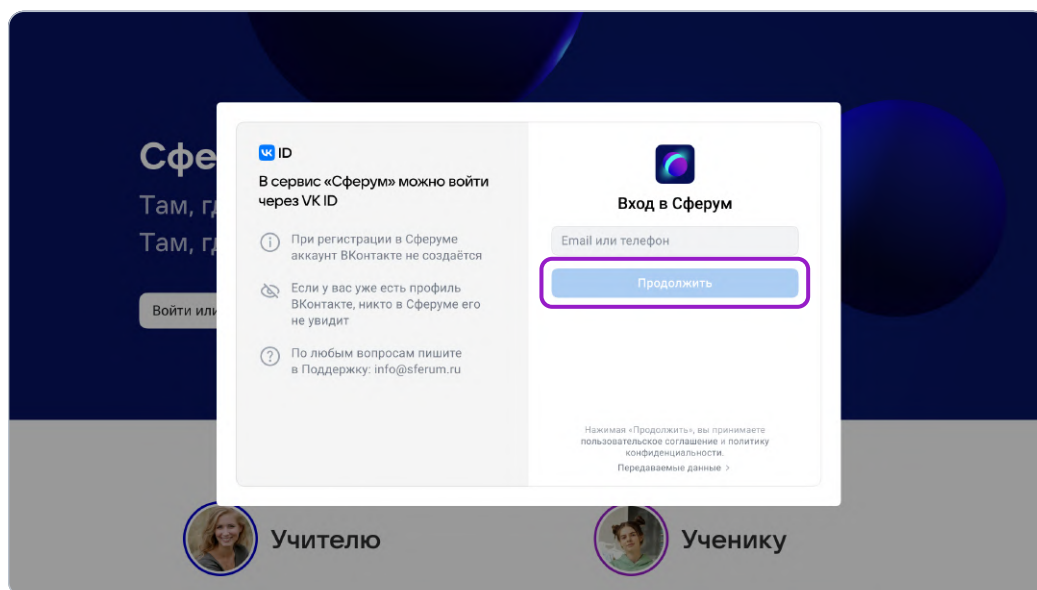 Сфе
Там, г
Там, г
Войти или
VK ID
В сервис «Сферум» можно войти
через VK ID
При регистрации в Сферуме
аккаунт ВКонтакте не создаётся
Если у вас уже есть профиль
ВКонтакте, никто в Сферуме его
не увидит
По любым вопросам пишите
в Поддержку: info@sferum.ru
Вход в Сферум
Email или телефон
Продолжить
Нажимая «Продолжить», вы принимаете
пользовательское соглашение и политику
конфиденциальности.
Передаваемые данные >
Учителю
Ученику